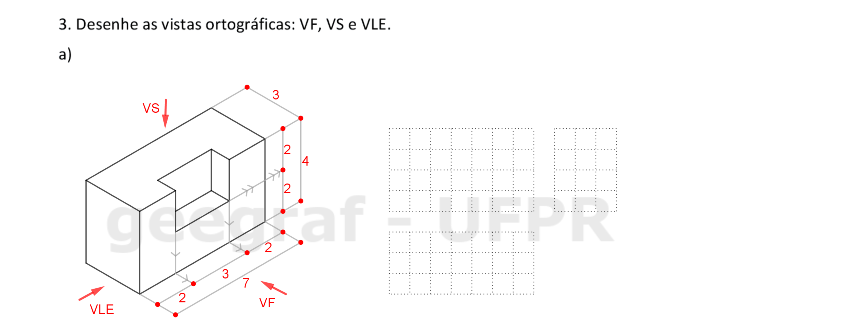 3. Desenhe as vistas ortográficas: VF, VS e VLE.
a)
VS
3
2
4
2
geegraf - UFPR
2
3
7
2
VF
VLE